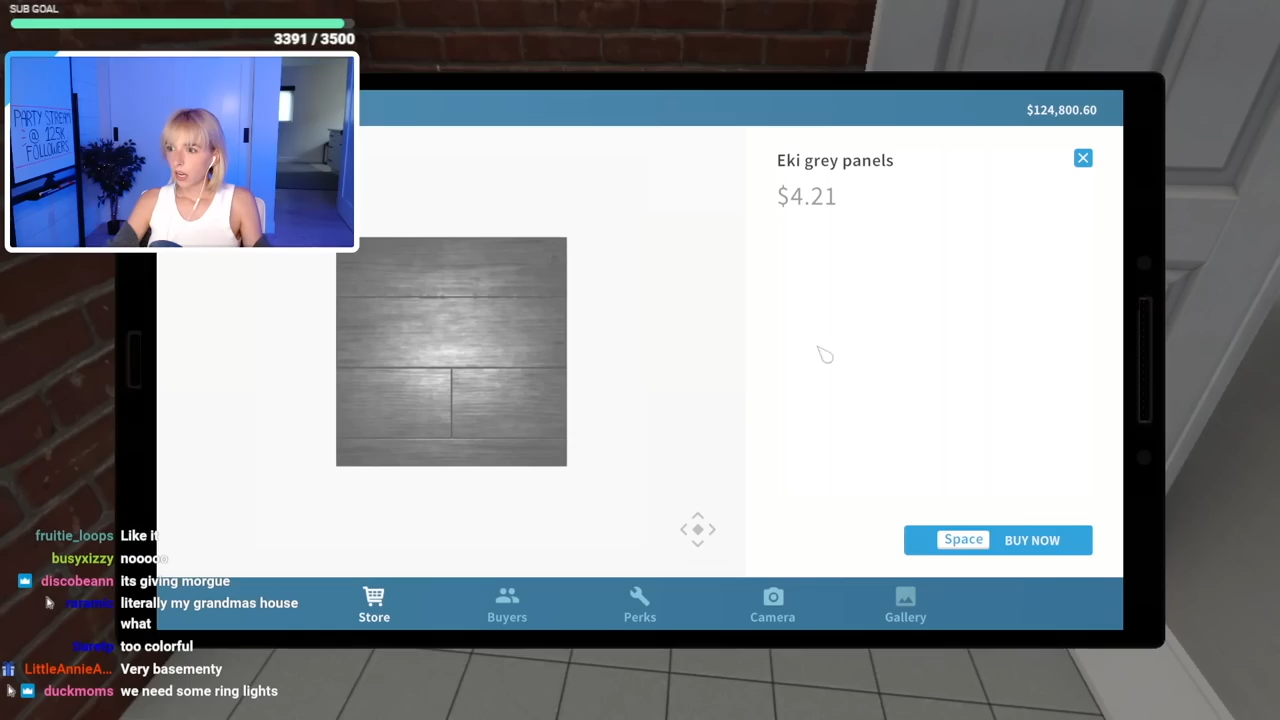 SUB GOAL
3391 / 3500
PARTY STREAM
= @ 125K
FOLLOWERS
$124,800.60
Eki grey panels
$4.21
Space BUY NOW
Store Buyers Perks Camera Gallery
fruitie_loops Like it
busyxizzy nooooo
discobeann its giving morgue
literally my grandmas house
what
too colorful
LittleAnnieA... Very basementy
duckmoms we need some ring lights